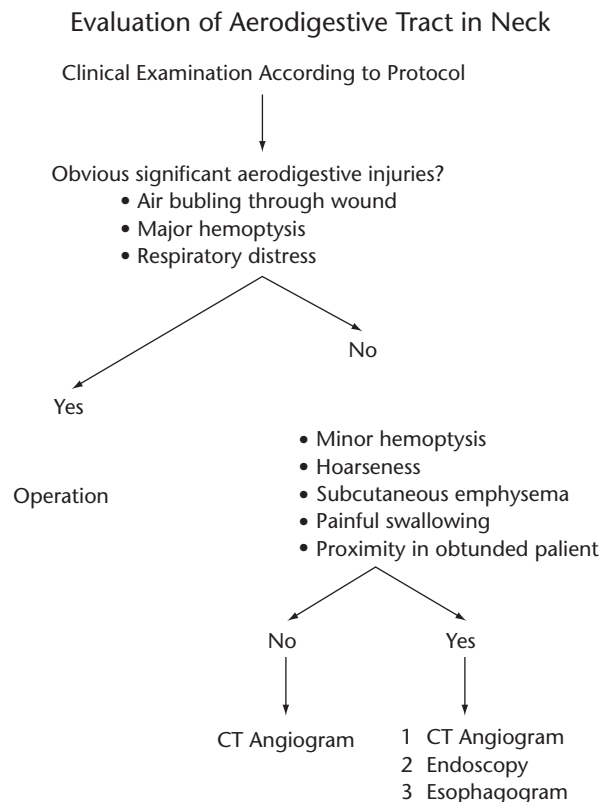 Evaluation of Aerodigestive Tract in Neck
Clinical Examination According to Protocol
Obvious significant aerodigestive injuries?
• Air bubling through wound
• Major hemoptysis
• Respiratory distress
No
Yes
• Minor hemoptysis
• Hoarseness
• Subcutaneous emphysema
• Painful swallowing
• Proximity in obtunded palient
Operation
No
Yes
CT Angiogram
1 CT Angiogram
2 Endoscopy
3 Esophagogram